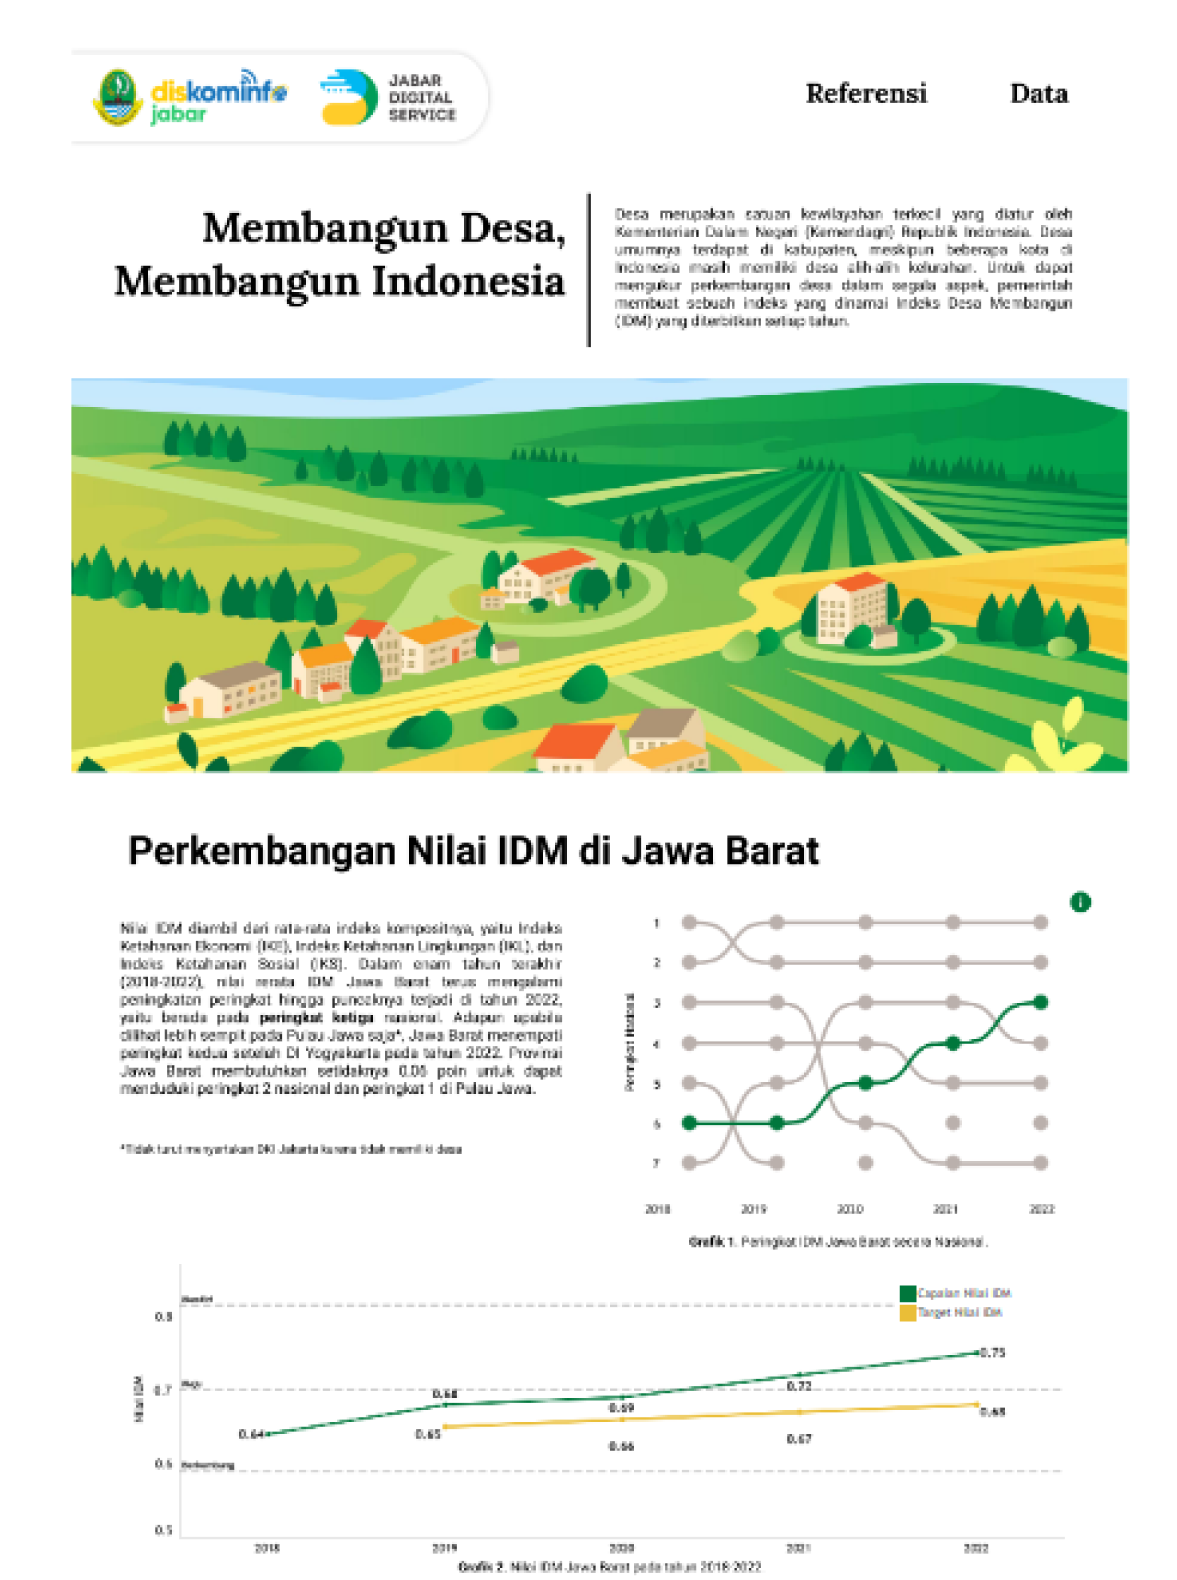 diskominfo
jabar
JABAR
DIGITAL
SERVICE
Referensi
Data
Membangun Desa,
Membangun Indonesia
Desa merupakan satuan kewilayahan terkecil yang diatur oleh
Kementerian Dalam Negeri (Kemendagri) Republik Indonesia. Desa
umumnya terdapat di kabupaten, meskipun beberapa kota di
Indonesia masih memiliki desa alih-alih kelurahan. Untuk dapat
mengukur perkembangan desa dalam segala aspek, pemerintah
membuat sebuah indeks yang dinamai Indeks Desa Membangun
(IDM) yang diterbitkan setiap tahun.
Perkembangan Nilai IDM di Jawa Barat
Nilai IDM diambil dari rata-rata indeks kompositnya, yaitu Indeks
Ketahanan Ekonomi (IKE), Indeks Ketahanan Lingkungan (IKL), dan
Indeks Ketahanan Sosial (IKS). Dalam enam tahun terakhir
(2018-2022), nilai rerata IDM Jawa Barat terus mengalami
peningkatan peringkat hingga puncaknya terjadi di tahun 2022,
yaitu berada pada peringkat ketiga nasional. Adapun apabila
dilihat lebih sempit pada Pulau Jawa saja*, Jawa Barat menempati
peringkat kedua setelah DI Yogyakarta pada tahun 2022. Provinsi
Jawa Barat membutuhkan setidaknya 0.06 poin untuk dapat
menduduki peringkat 2 nasional dan peringkat 1 di Pulau Jawa.
*Tidak turut menyertakan DKI Jakarta karena tidak memiliki desa
i
Peringkat Nasional
1
2
3
4
5
6
7
2018 2019 2020 2021 2022
Grafik 1. Peringkat IDM Jawa Barat secara Nasional.
Capaian Nilai IDM
Target Nilai IDM
Nilai IDM
Mandiri
0.8
0.7
Maju
0.6
Berkembang
0.5
0.64
0.68
0.69
0.72
0.75
0.65
0.66
0.67
0.68
2018 2019 2020 2021 2022
Grafik 2. Nilai IDM Jawa Barat pada tahun 2018-2022